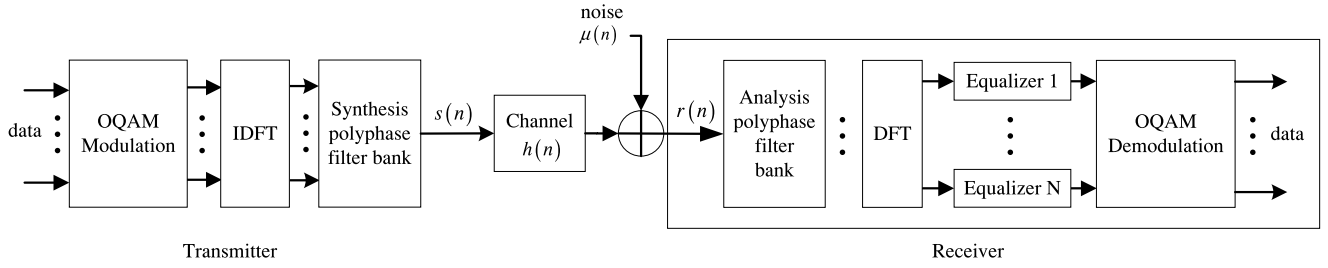 data
OQAM
Modulation
IDFT
Synthesis
polyphase
filter bank
s(n)
Channel
h(n)
noise
μ(n)
r(n)
Analysis
polyphase
filter
bank
DFT
Equalizer 1
Equalizer N
OQAM
Demodulation
data
Transmitter
Receiver